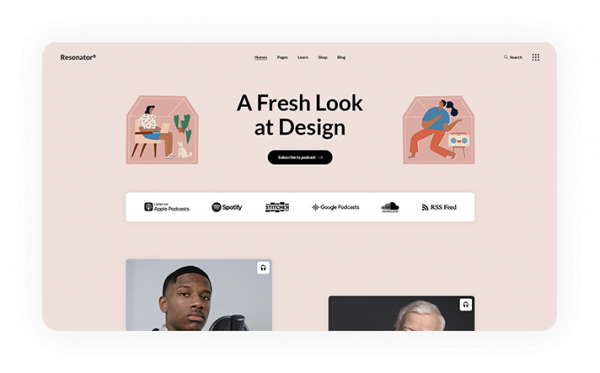 Resonator®
Homes Pages Learn Shop Blog
Search
A Fresh Look
at Design
Subscribe to podcast
Listen on
Apple Podcasts
Spotify
STITCHER
Google Podcasts
SOUNDCLOUD
RSS Feed